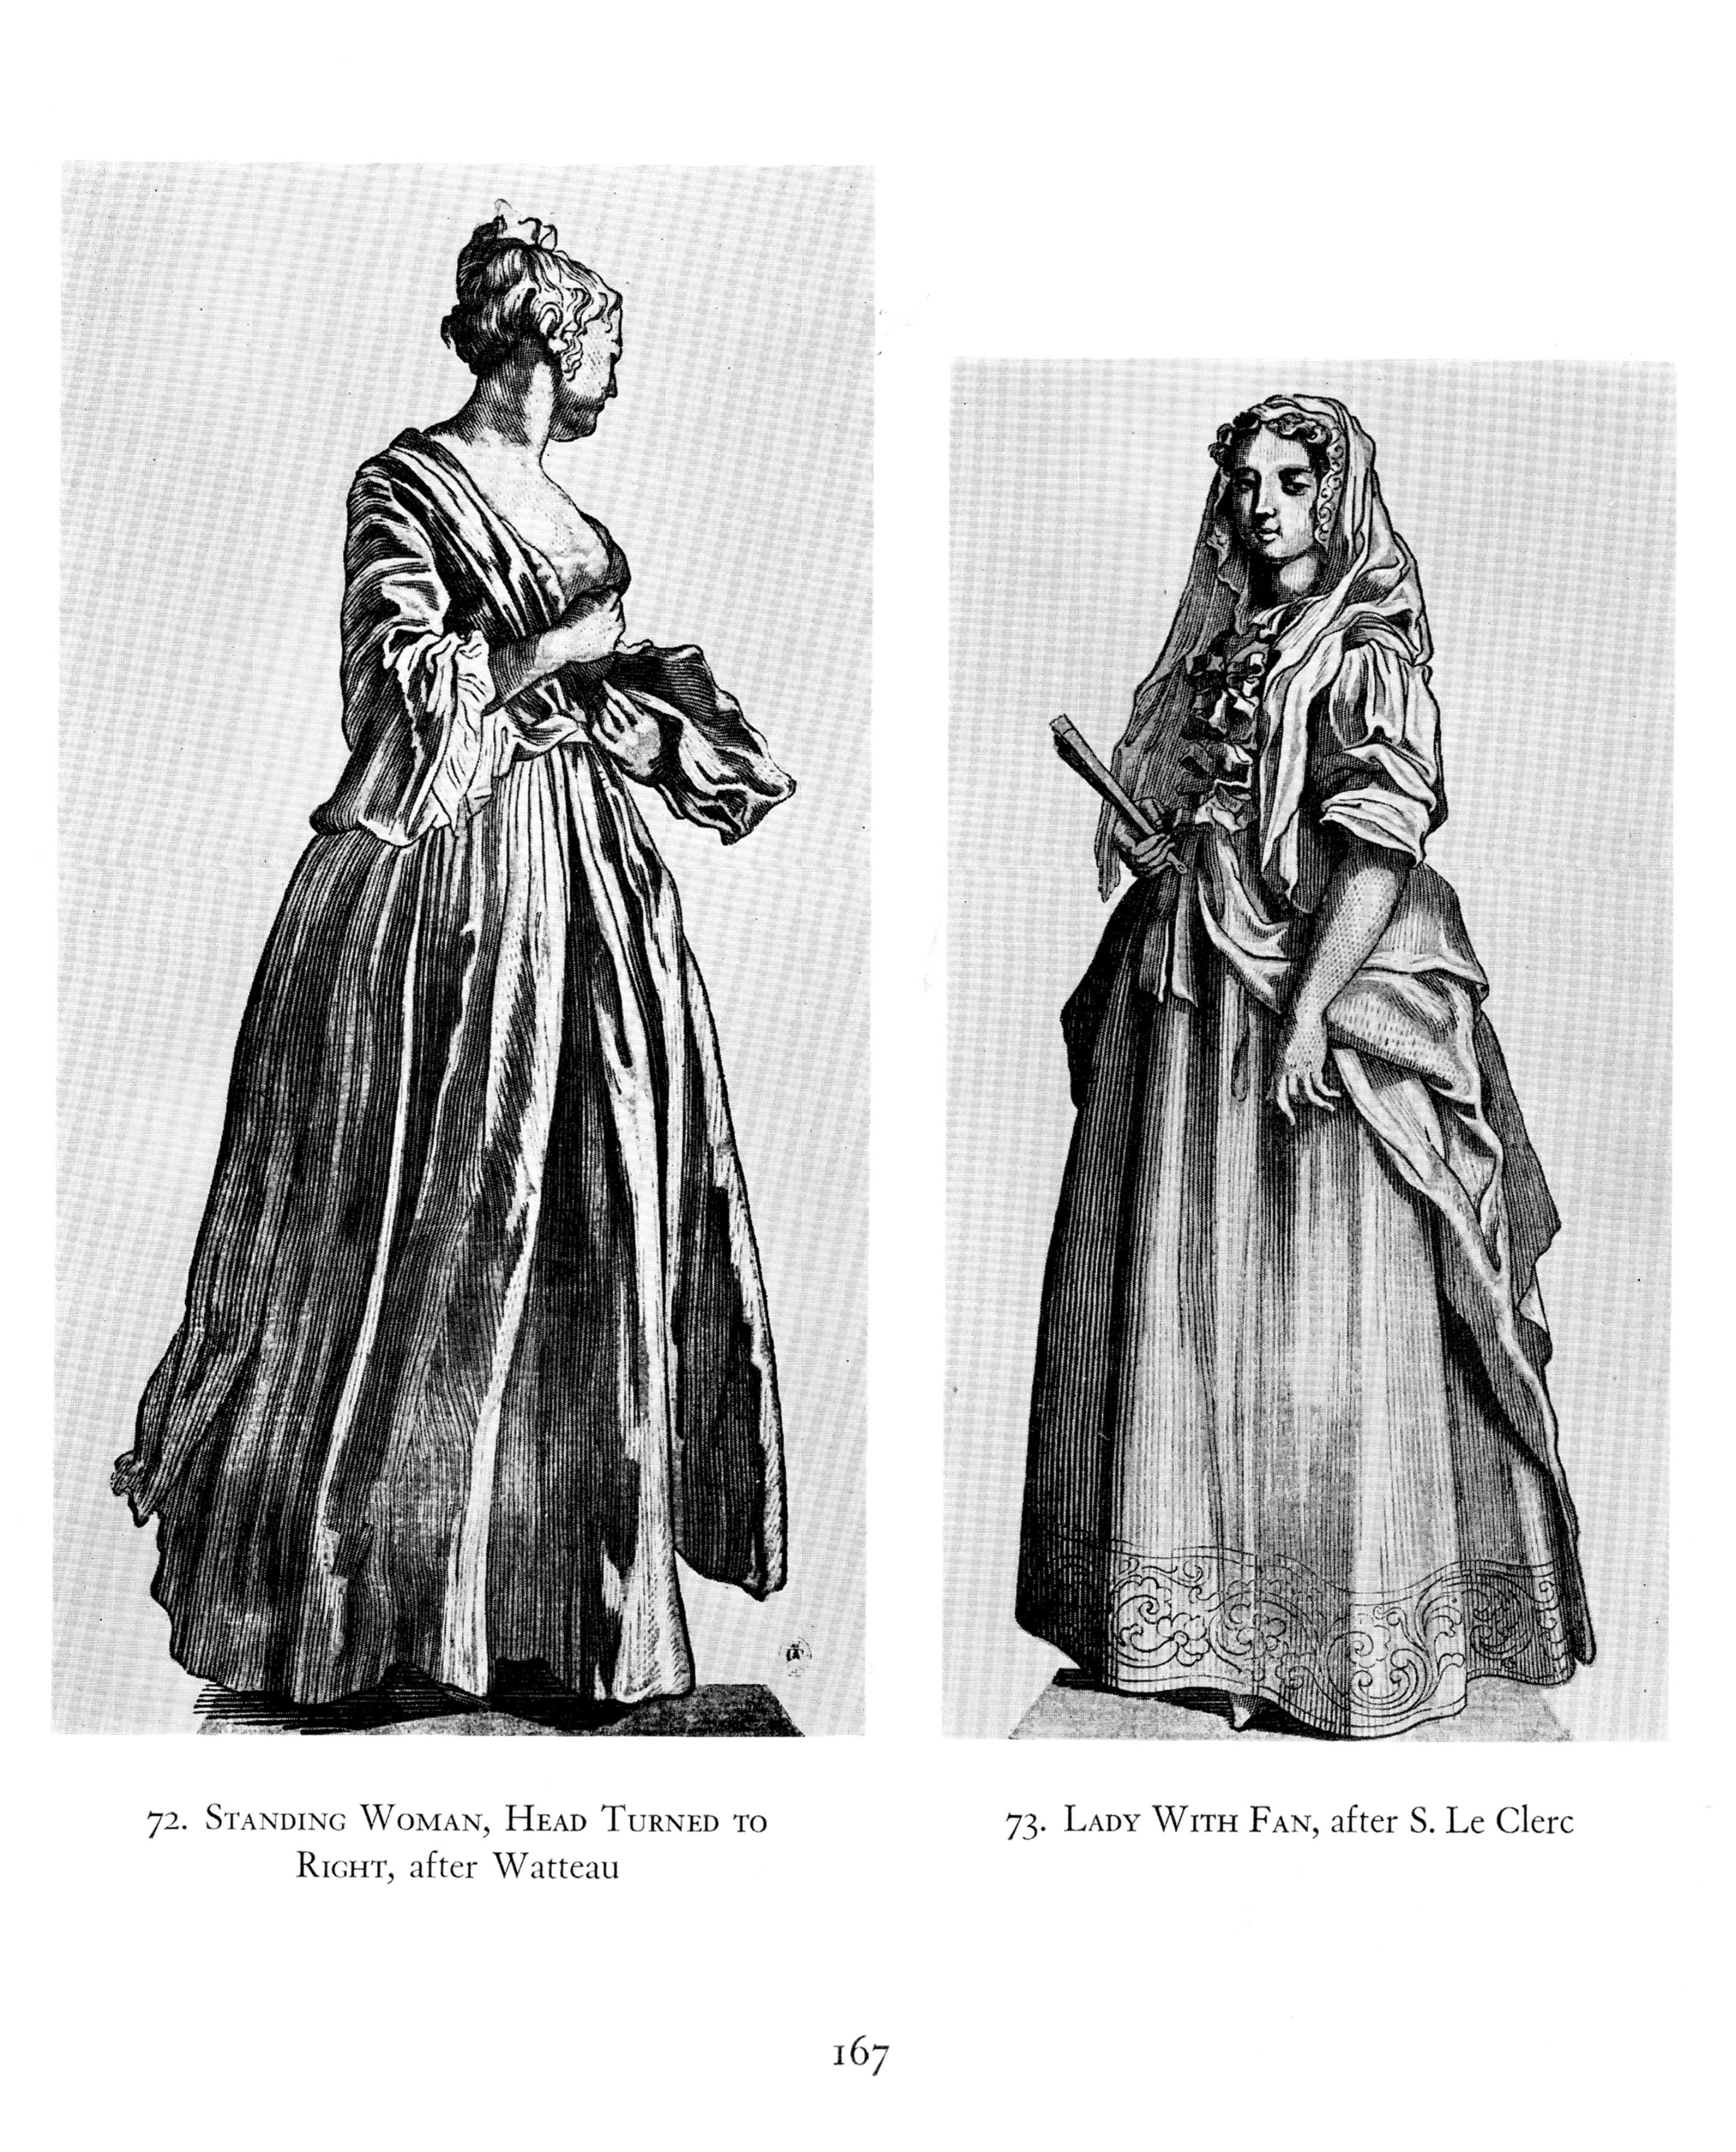 72. Standing Woman, Head Turned to
Right, after Watteau
73. Lady With Fan, after S. Le Clerc
167